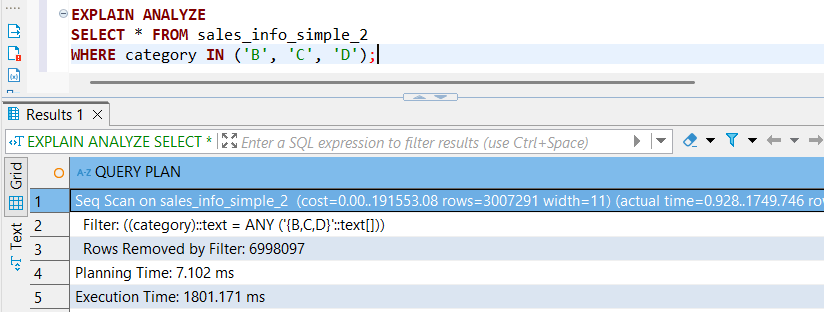 EXPLAIN ANALYZE
SELECT * FROM sales_info_simple_2
WHERE category IN ('B', 'C', 'D');
Results 1
EXPLAIN ANALYZE SELECT * Enter a SQL expression to filter results (use Ctrl+Space)
Grid
Text
A-Z QUERY PLAN
1 Seq Scan on sales_info_simple_2 (cost=0.00..191553.08 rows=3007291 width=11) (actual time=0.928..1749.746 ro
2 Filter: ((category)::text = ANY ('{B,C,D}'::text[]))
3 Rows Removed by Filter: 6998097
4 Planning Time: 7.102 ms
5 Execution Time: 1801.171 ms